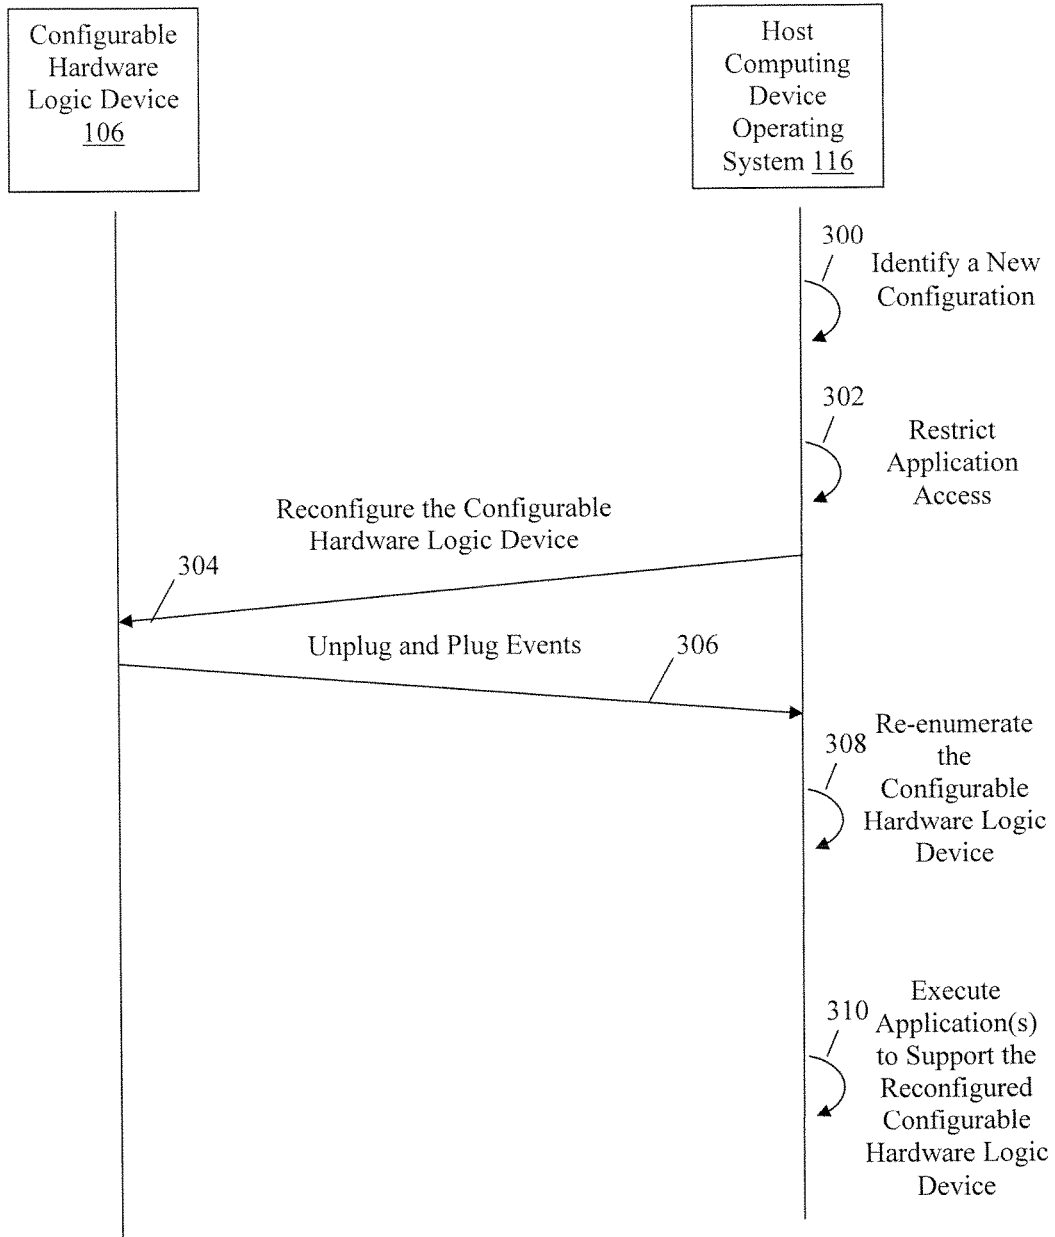 Configurable
Hardware
Logic Device
106
Host
Computing
Device
Operating
System 116
300
Identify a New
Configuration
302
Restrict
Application
Access
Reconfigure the Configurable
Hardware Logic Device
304
Unplug and Plug Events
306
308
Re-enumerate
the
Configurable
Hardware Logic
Device
310
Execute
Application(s)
to Support the
Reconfigured
Configurable
Hardware Logic
Device